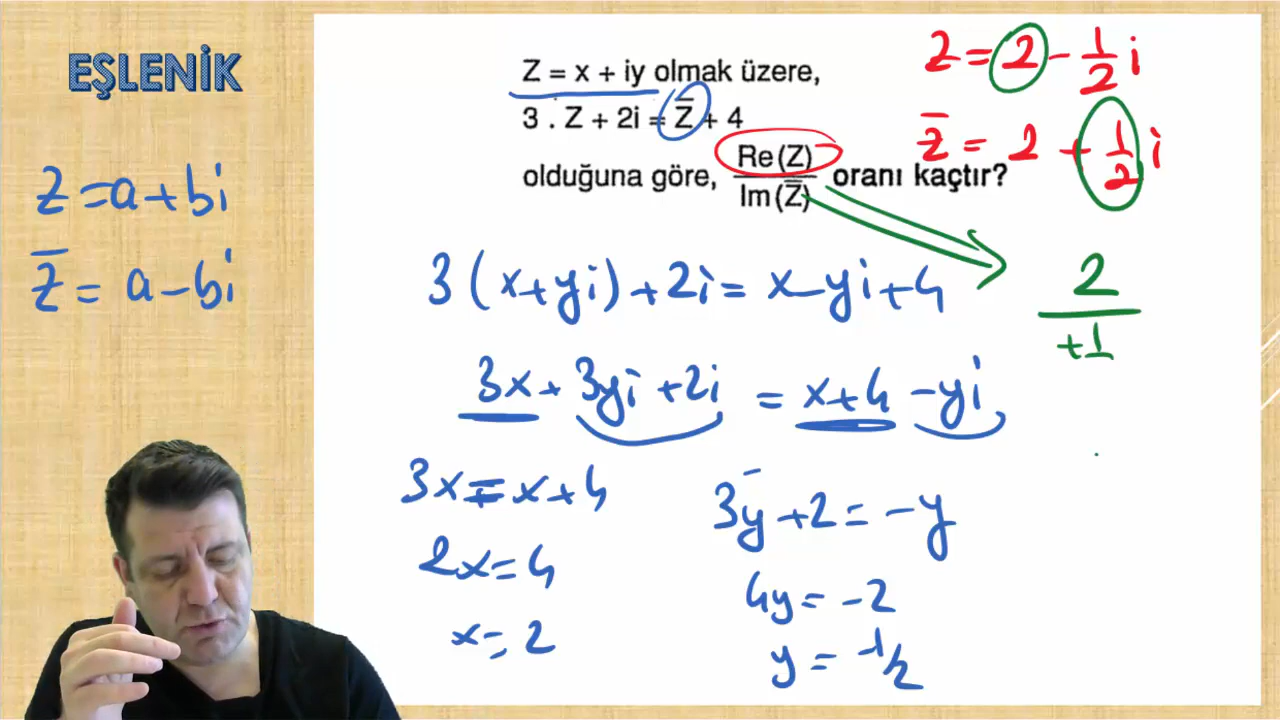 EŞLENİK
Z = x + iy olmak üzere,
3 . Z + 2i = Z̅ + 4
olduğuna göre, Re (Z) / Im (Z̅) oranı kaçtır?
z = 2 - 1/2 i
z̅ = 2 + 1/2 i
z = a + bi
z̅ = a - bi
3(x+yi)+2i = x-yi+4
2/+1
3x + 3yi + 2i = x+4 -yi
3x = x+4
2x = 4
x = 2
3y + 2 = -y
4y = -2
y = -1/2